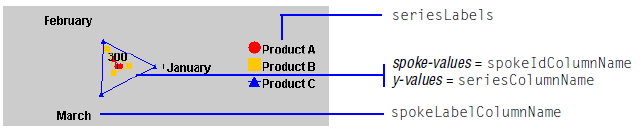 February
seriesLabels
300
Product A
Product B
Product C
January
spoke-values = spokeIdColumnName
y-values = seriesColumnName
March
spokeLabelColumnName